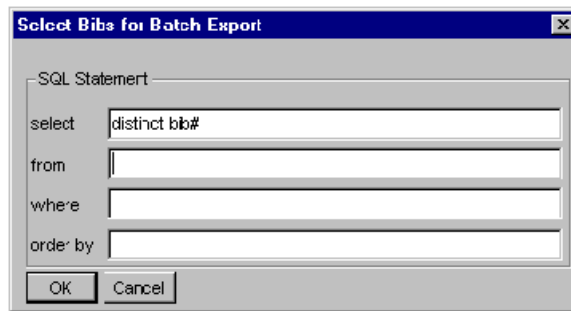 Select Bibs for Batch Export
SQL Statement
select distinct bib#
from
where
order by
OK Cancel